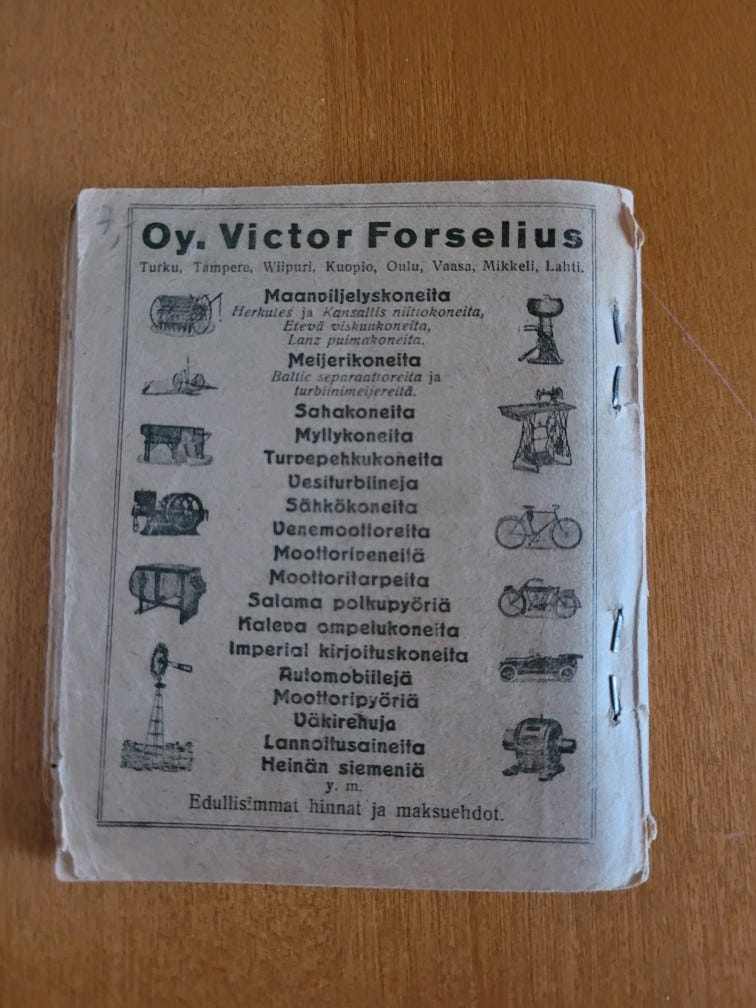 7,-
Oy. Victor Forselius
Turku, Tampere, Wiipuri, Kuopio, Oulu, Vaasa, Mikkeli, Lahti.
Maanviljelyskoneita
Herkules ja Kansallis niittokoneita,
Etevä viskuukoneita,
Lanz puimakoneita.
Meijerikoneita
Baltic separaattoreita ja
turbiinimeijereitä.
Sahakoneita
Myllykoneita
Turvepehkukoneita
Vesiturbiineja
Sähkökoneita
Venemoottoreita
Moottoriveneitä
Moottoritarpeita
Salama polkupyöriä
Kaleva ompelukoneita
Imperial kirjoituskoneita
Automobiilejä
Moottoripyöriä
Väkirehuja
Lannoitusaineita
Heinän siemeniä
y. m.
Edullisimmat hinnat ja maksuehdot.